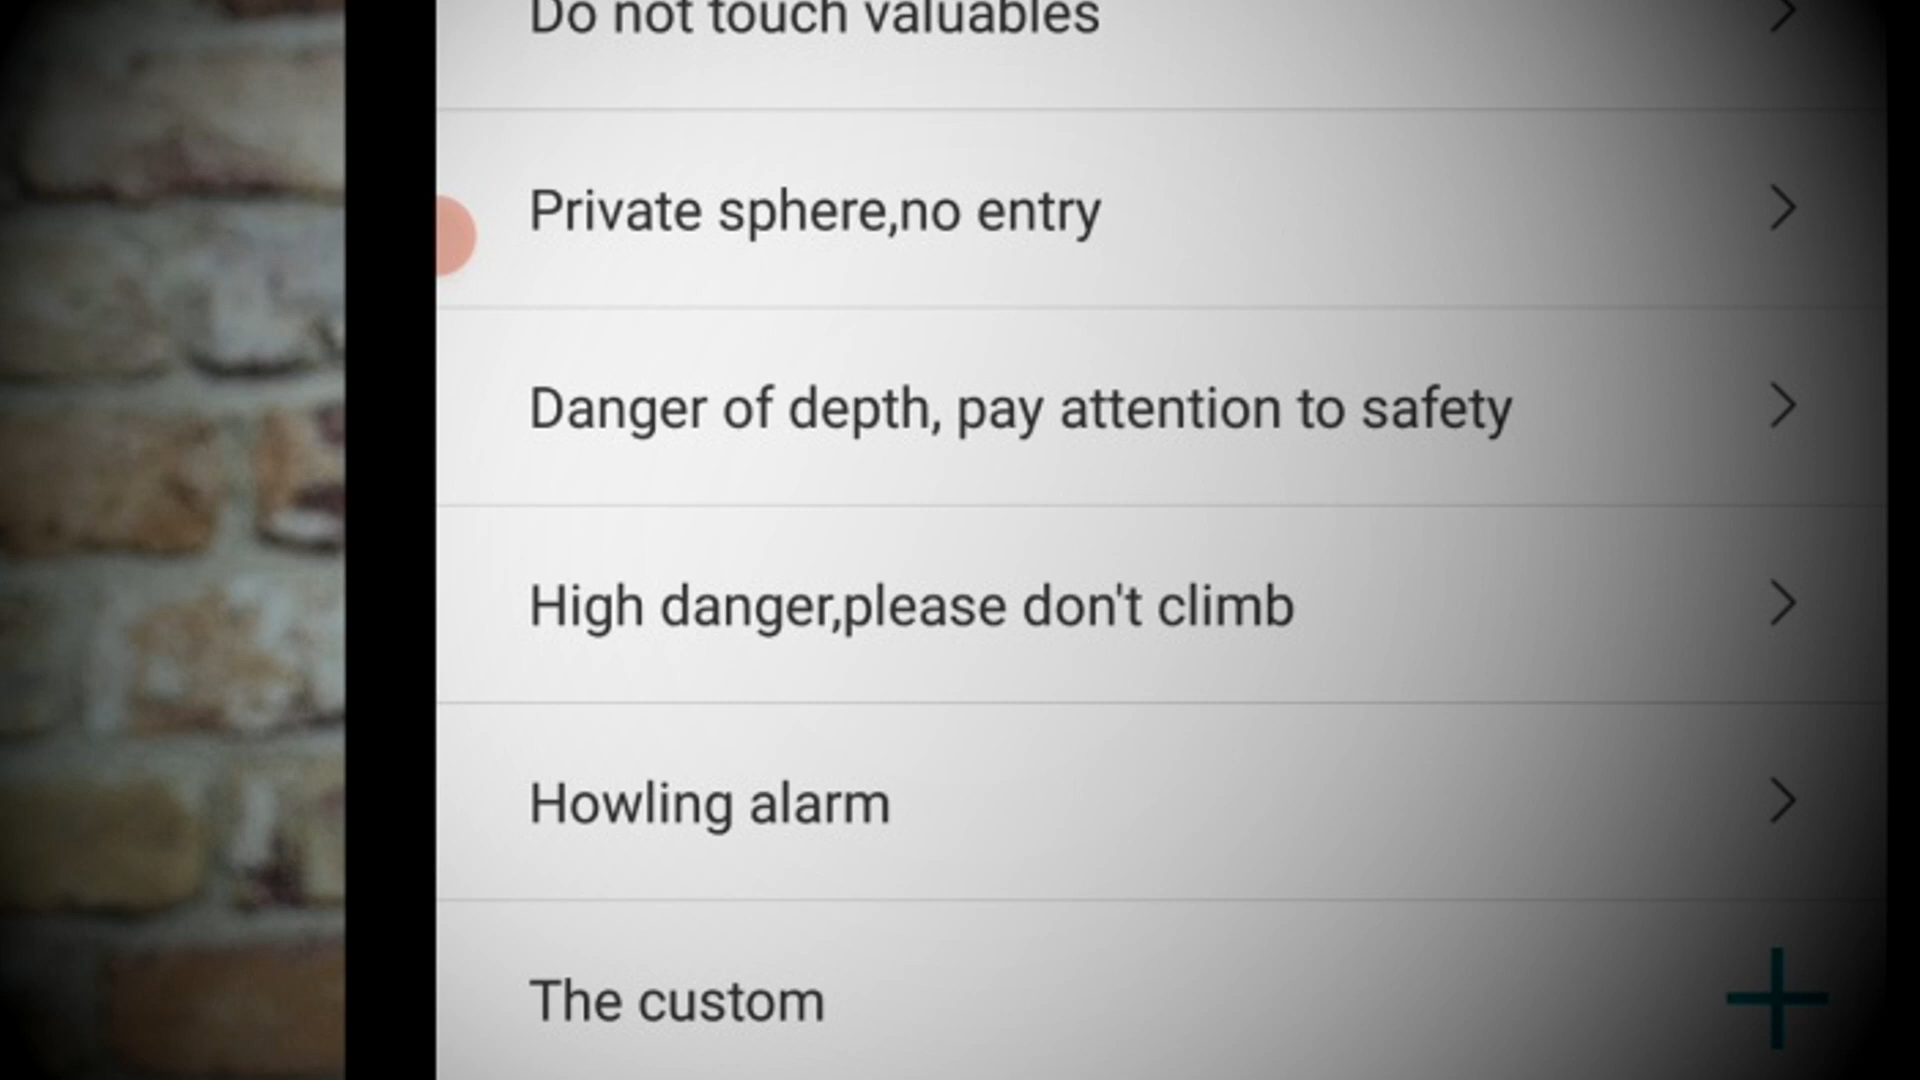 Do not touch valuables
Private sphere,no entry
Danger of depth, pay attention to safety
High danger,please don't climb
Howling alarm
The custom